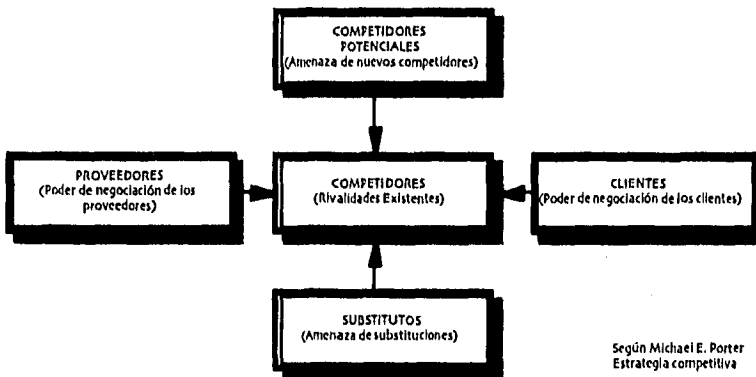 COMPETIDORES
POTENCIALES
(Amenaza de nuevos competidores)
PROVEEDORES
(Poder de negociación de los
proveedores)
COMPETIDORES
(Rivalidades Existentes)
CLIENTES
(Poder de negociación de los clientes)
SUBSTITUTOS
(Amenaza de substituciones)
Según Michael E. Porter
Estrategia competitiva